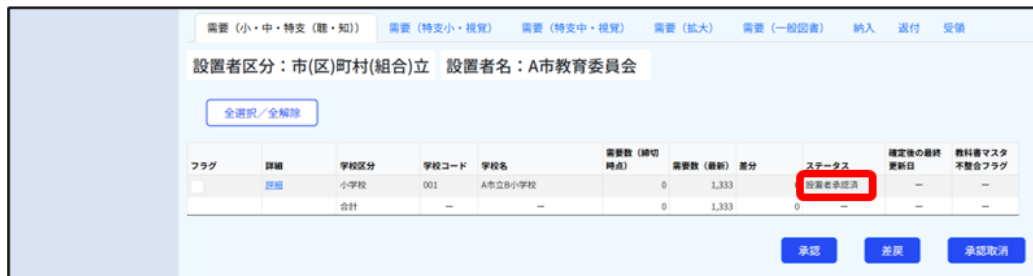 需要（小・中・特支（聴・知））　需要（特支小・視覚）　需要（特支中・視覚）　需要（拡大）　需要（一般図書）　納入　返付　受領
設置者区分：市(区)町村(組合)立　設置者名：A市教育委員会
全選択／全解除
フラグ　詳細　学校区分　学校コード　学校名　需要数（締切時点）　需要数（最新）　差分　ステータス　確定後の最終更新日　教科書マスタ不整合フラグ
詳細　小学校　001　A市立B小学校　0　1,333　0　設置者承認済　－　－
合計　－　－　0　1,333　0　－　－　－
承認　差戻　承認取消